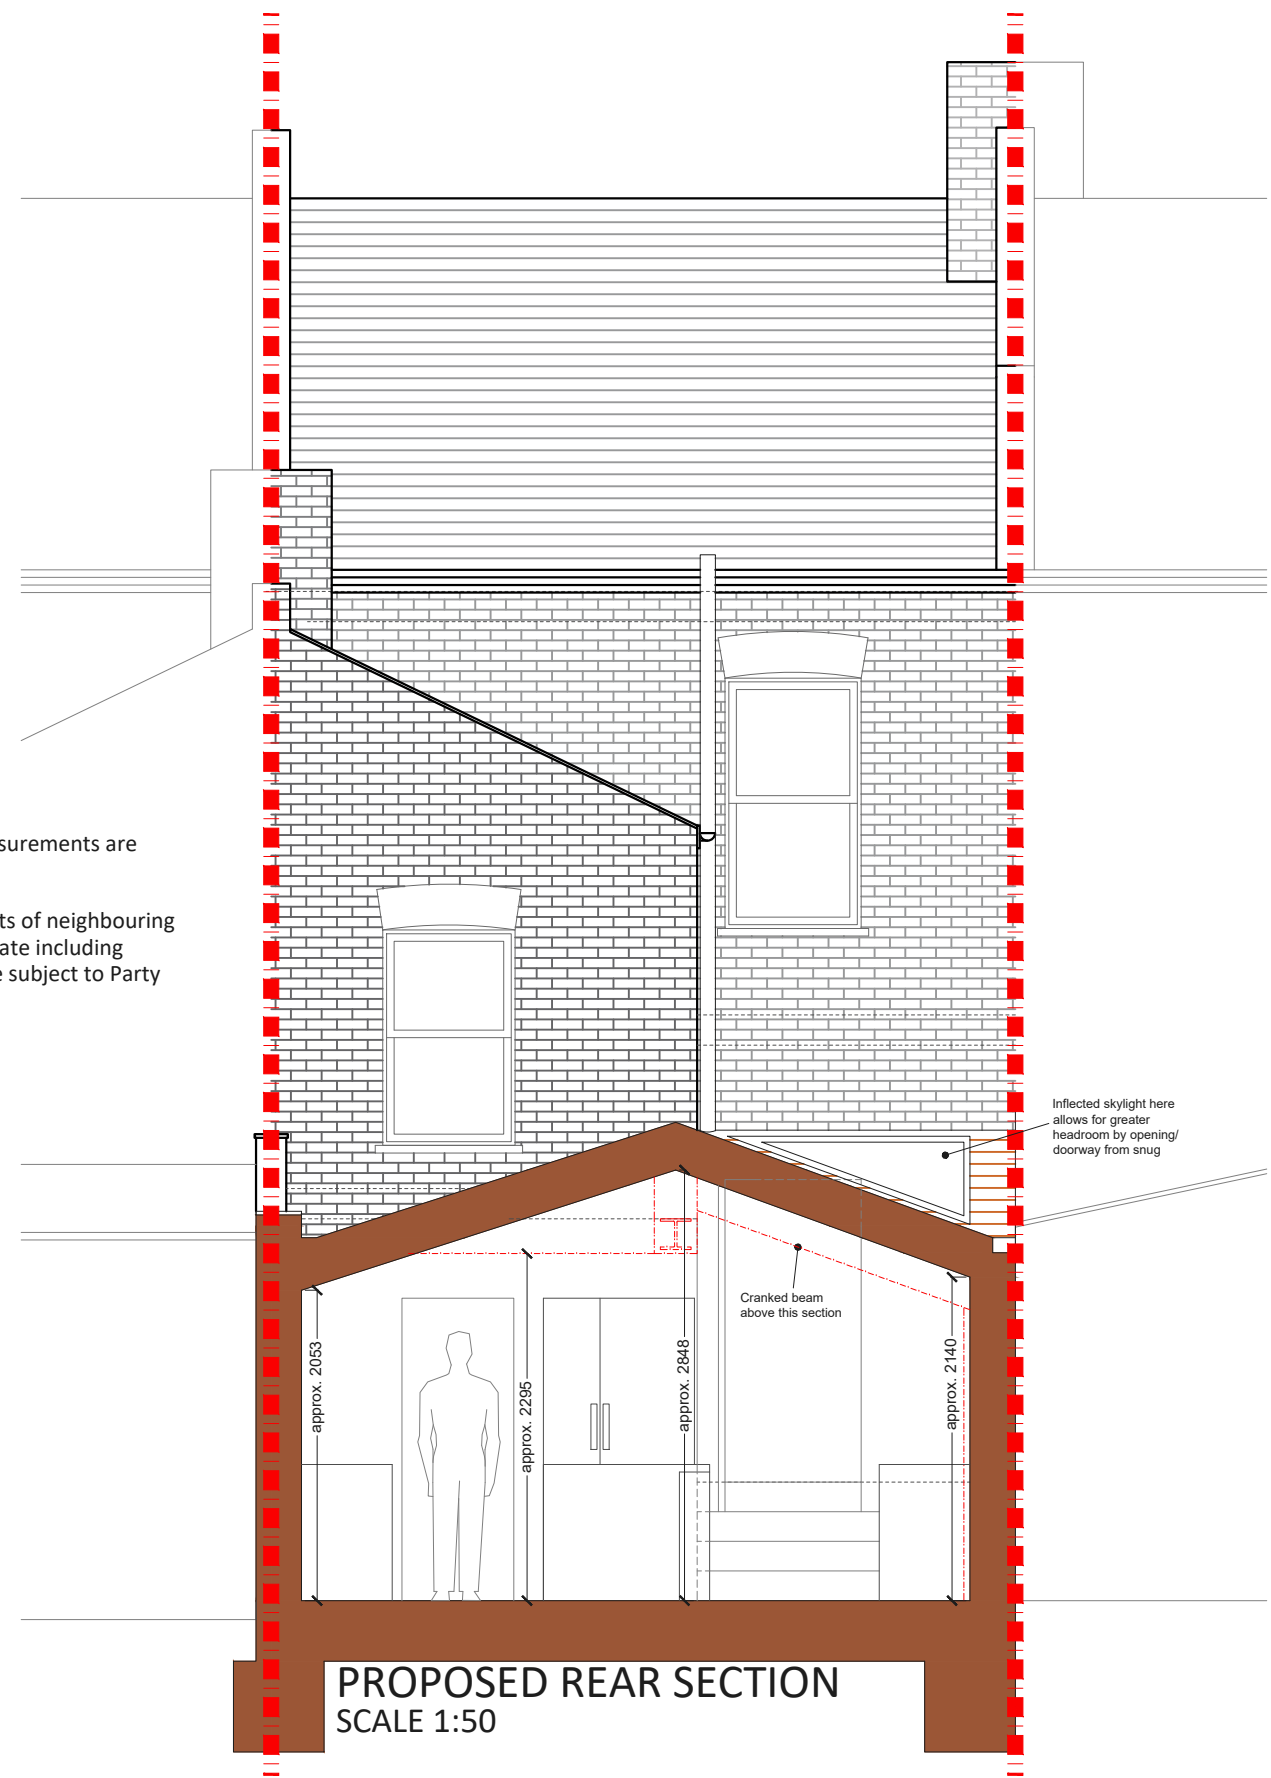 surements are
ts of neighbouring
ate including
e subject to Party
Inflected skylight here
allows for greater
headroom by opening/
doorway from snug
Cranked beam
above this section
approx. 2053
approx. 2295
approx. 2848
approx. 2140
PROPOSED REAR SECTION
SCALE 1:50